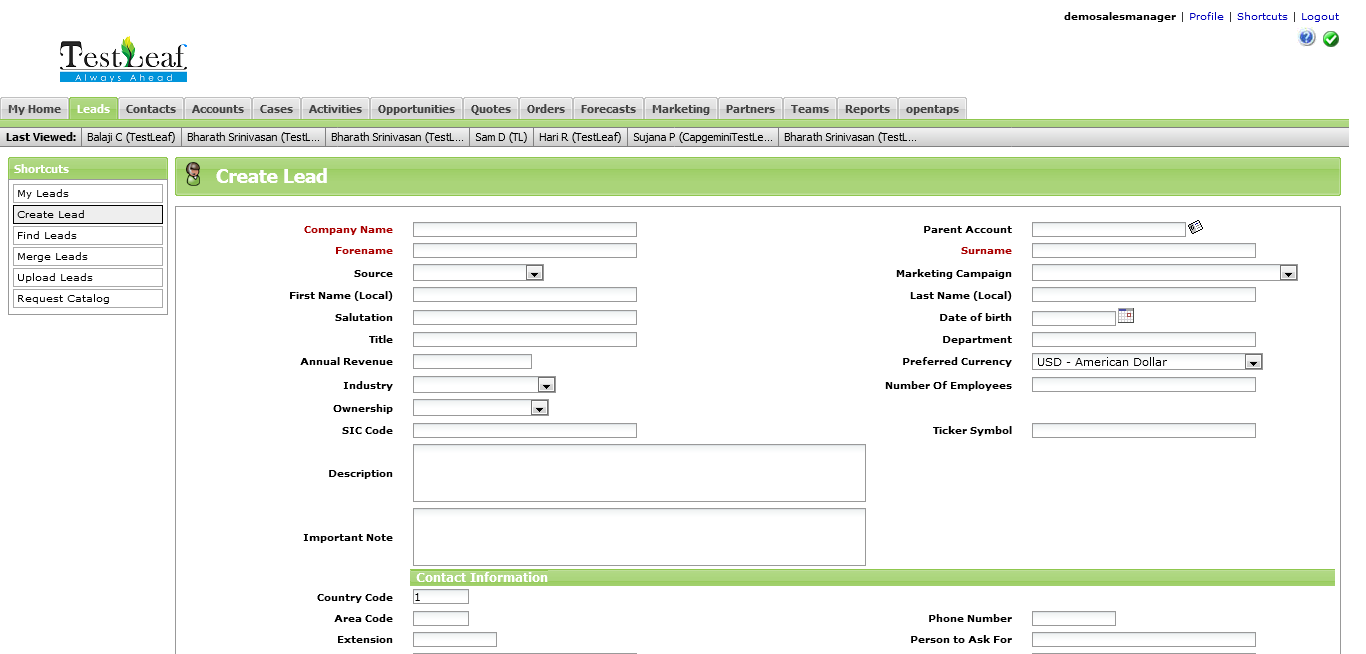 demosalesmanager | Profile | Shortcuts | Logout
TestLeaf
Always Ahead
My Home Leads Contacts Accounts Cases Activities Opportunities Quotes Orders Forecasts Marketing Partners Teams Reports opentaps
Last Viewed: Balaji C (TestLeaf) Bharath Srinivasan (TestL... Bharath Srinivasan (TestL... Sam D (TL) Hari R (TestLeaf) Sujana P (CapgeminiTestLe... Bharath Srinivasan (TestL...
Shortcuts
My Leads
Create Lead
Find Leads
Merge Leads
Upload Leads
Request Catalog
Create Lead
Company Name Parent Account
Forename Surname
Source Marketing Campaign
First Name (Local) Last Name (Local)
Salutation Date of birth
Title Department
Annual Revenue Preferred Currency USD - American Dollar
Industry Number Of Employees
Ownership
SIC Code Ticker Symbol
Description
Important Note
Contact Information
Country Code 1
Area Code Phone Number
Extension Person to Ask For